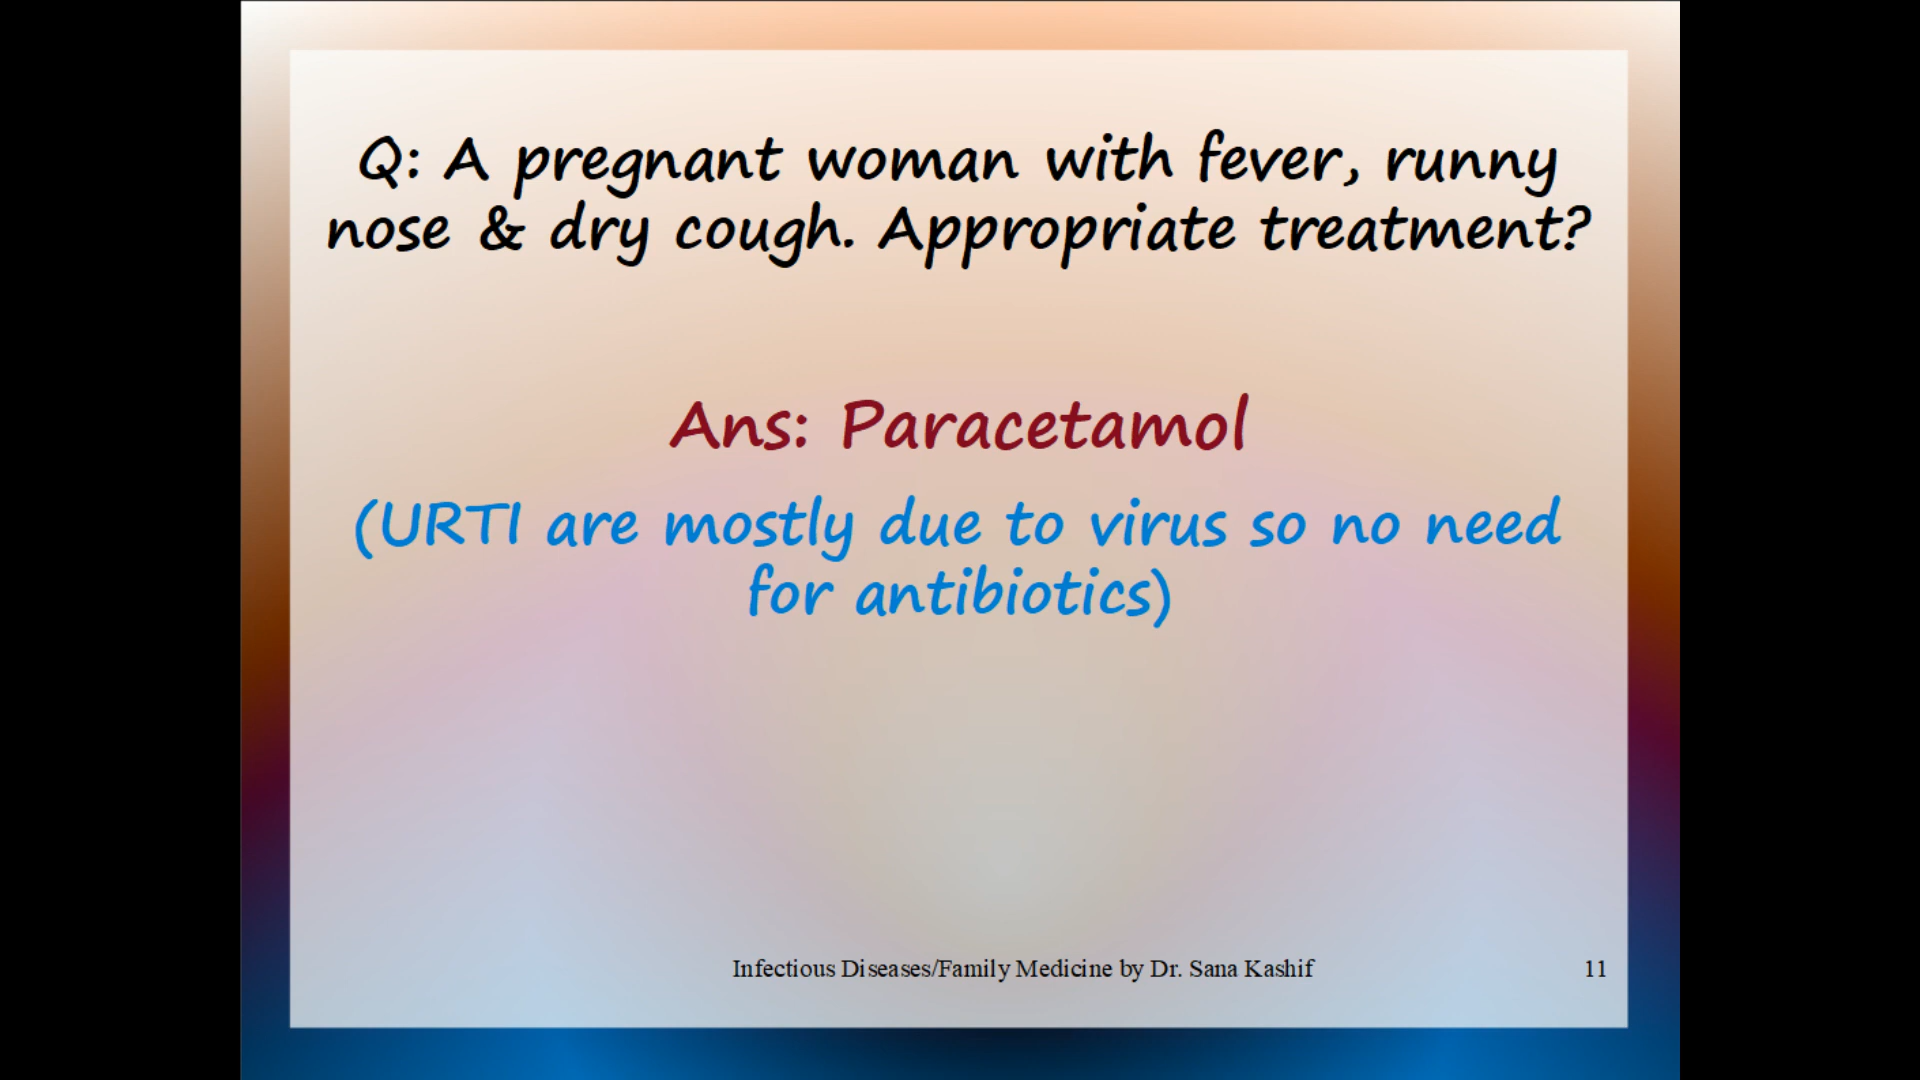 Q: A pregnant woman with fever, runny
nose & dry cough. Appropriate treatment?
Ans: Paracetamol
(URTI are mostly due to virus so no need
for antibiotics)
Infectious Diseases/Family Medicine by Dr. Sana Kashif
11